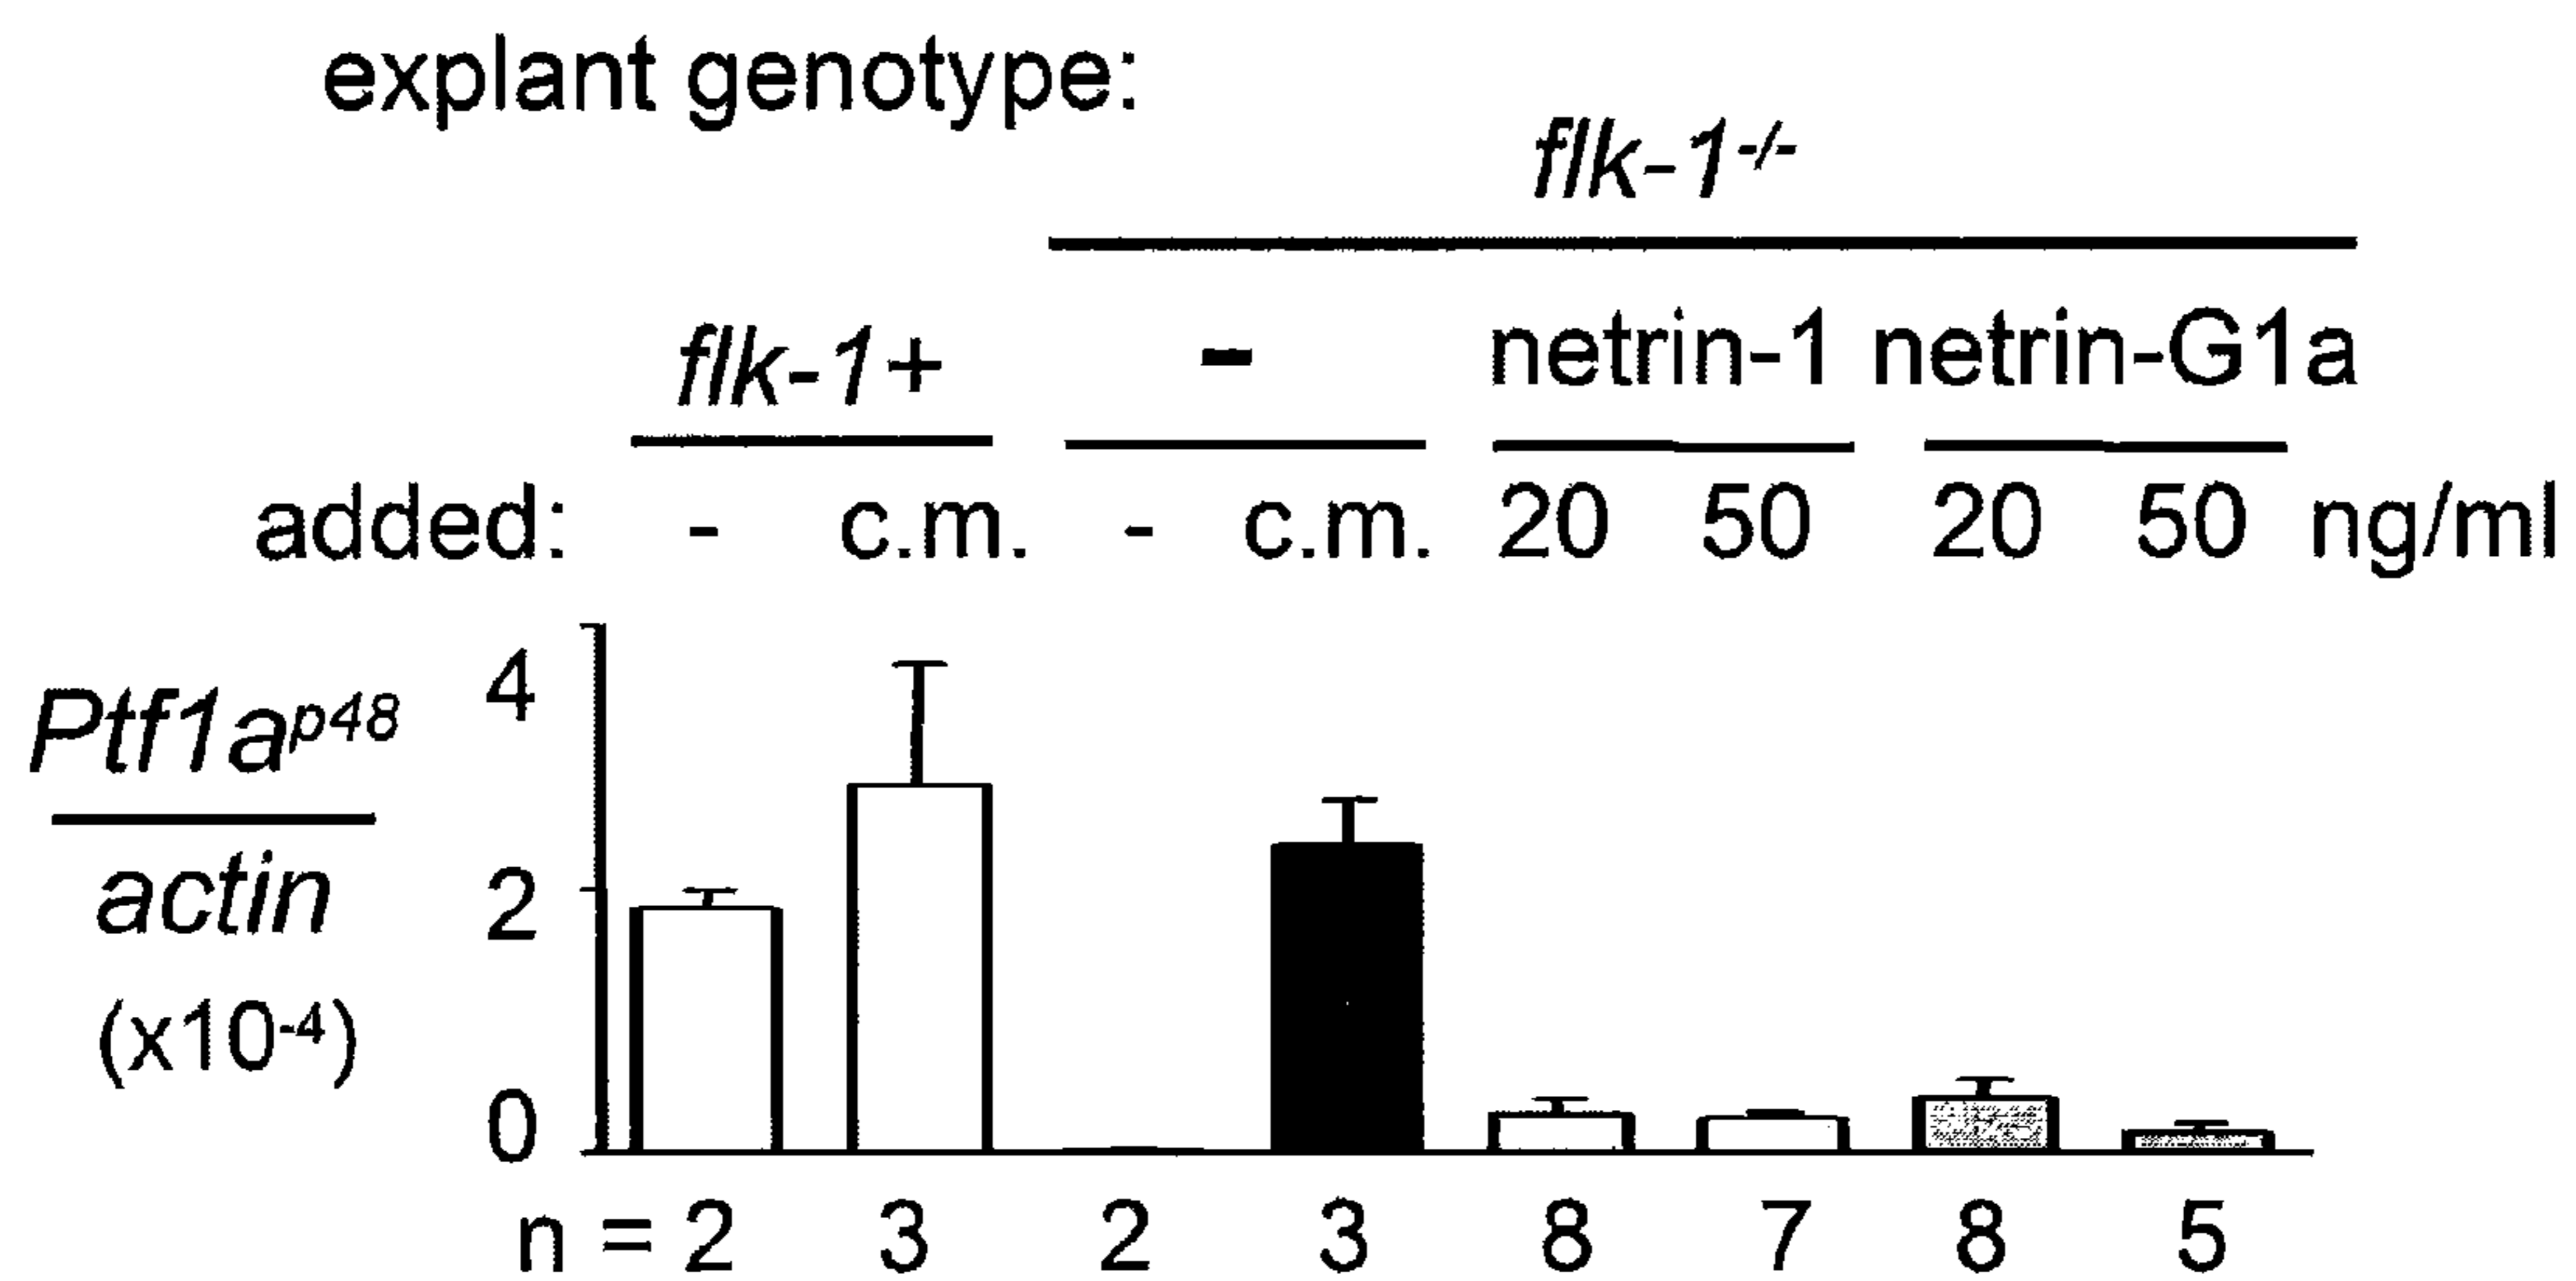 explant genotype:
flk-1-/-
flk-1+ - netrin-1 netrin-G1a
added: - c.m. - c.m. 20 50 20 50 ng/ml
4
Ptf1ap48
actin
2
(x10-4)
0
n = 2 3 2 3 8 7 8 5